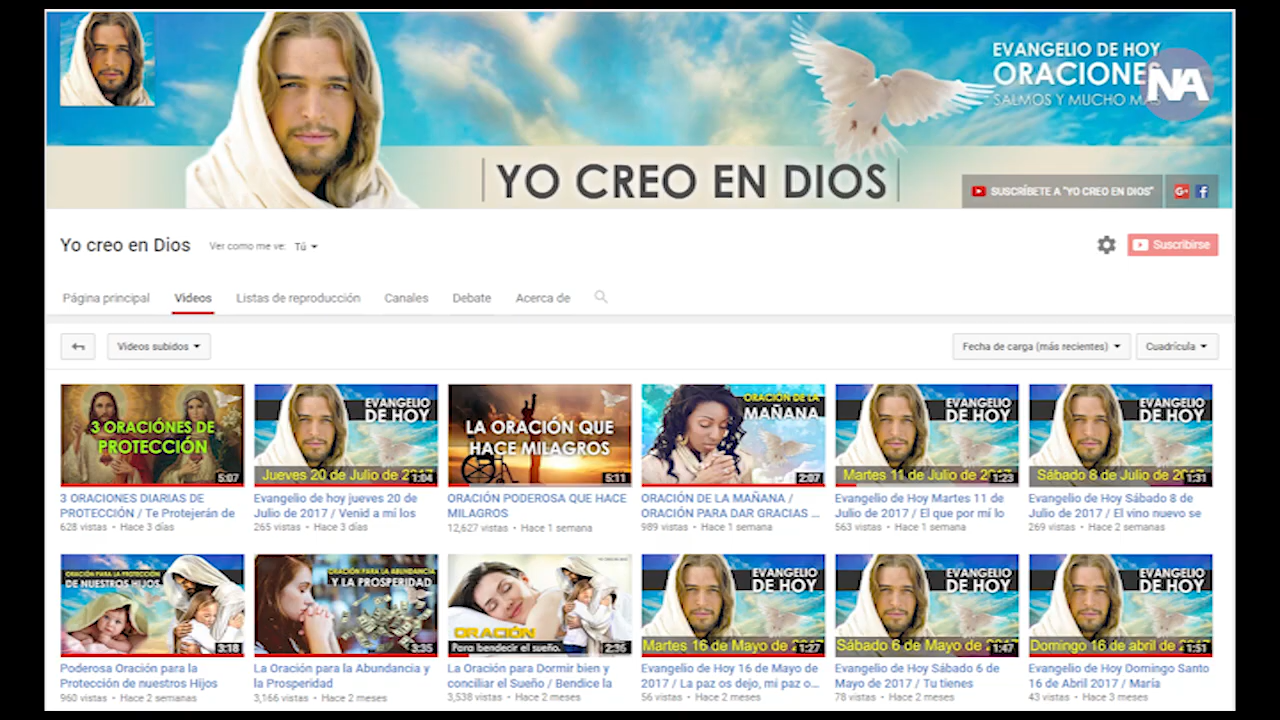 EVANGELIO DE HOY
ORACIONES
NA
SALMOS Y MUCHO MÁS
YO CREO EN DIOS
SUSCRÍBETE A "YO CREO EN DIOS"
G+ f
Yo creo en Dios Ver como me ve: Tú
Suscribirse
Página principal Videos Listas de reproducción Canales Debate Acerca de
Videos subidos Fecha de carga (más recientes) Cuadrícula
3 ORACIÓNES DE
PROTECCIÓN
5:07
EVANGELIO
DE HOY
Jueves 20 de Julio de 2017
1:04
LA ORACIÓN QUE
HACE MILAGROS
5:11
ORACIÓN DE LA
MAÑANA
2:07
EVANGELIO
DE HOY
Martes 11 de Julio de 2017
1:23
EVANGELIO
DE HOY
Sábado 8 de Julio de 2017
1:31
3 ORACIONES DIARIAS DE
PROTECCIÓN / Te Protejerán de
628 vistas • Hace 3 días
Evangelio de hoy jueves 20 de
Julio de 2017 / Venid a mí los
265 vistas • Hace 3 días
ORACIÓN PODEROSA QUE HACE
MILAGROS
12,627 vistas • Hace 1 semana
ORACIÓN DE LA MAÑANA /
ORACIÓN PARA DAR GRACIAS ...
989 vistas • Hace 1 semana
Evangelio de Hoy Martes 11 de
Julio de 2017 / El que por mí lo
563 vistas • Hace 1 semana
Evangelio de Hoy Sábado 8 de
Julio de 2017 / El vino nuevo se
269 vistas • Hace 2 semanas
ORACIÓN PARA LA PROTECCIÓN
DE NUESTROS HIJOS
3:18
ORACIÓN PARA LA ABUNDANCIA
Y LA PROSPERIDAD
3:35
ORACIÓN
Para bendecir el sueño.
2:36
EVANGELIO
DE HOY
Martes 16 de Mayo de 2017
1:27
EVANGELIO
DE HOY
Sábado 6 de Mayo de 2017
1:47
EVANGELIO
DE HOY
Domingo 16 de abril de 2017
1:51
Poderosa Oración para la
Protección de nuestros Hijos
960 vistas • Hace 2 semanas
La Oración para la Abundancia y
la Prosperidad
3,166 vistas • Hace 2 meses
La Oración para Dormir bien y
conciliar el Sueño / Bendice la
3,538 vistas • Hace 2 meses
Evangelio de Hoy 16 de Mayo de
2017 / La paz os dejo, mi paz o...
56 vistas • Hace 2 meses
Evangelio de Hoy Sábado 6 de
Mayo de 2017 / Tu tienes
78 vistas • Hace 2 meses
Evangelio de Hoy Domingo Santo
16 de Abril 2017 / María
43 vistas • Hace 3 meses